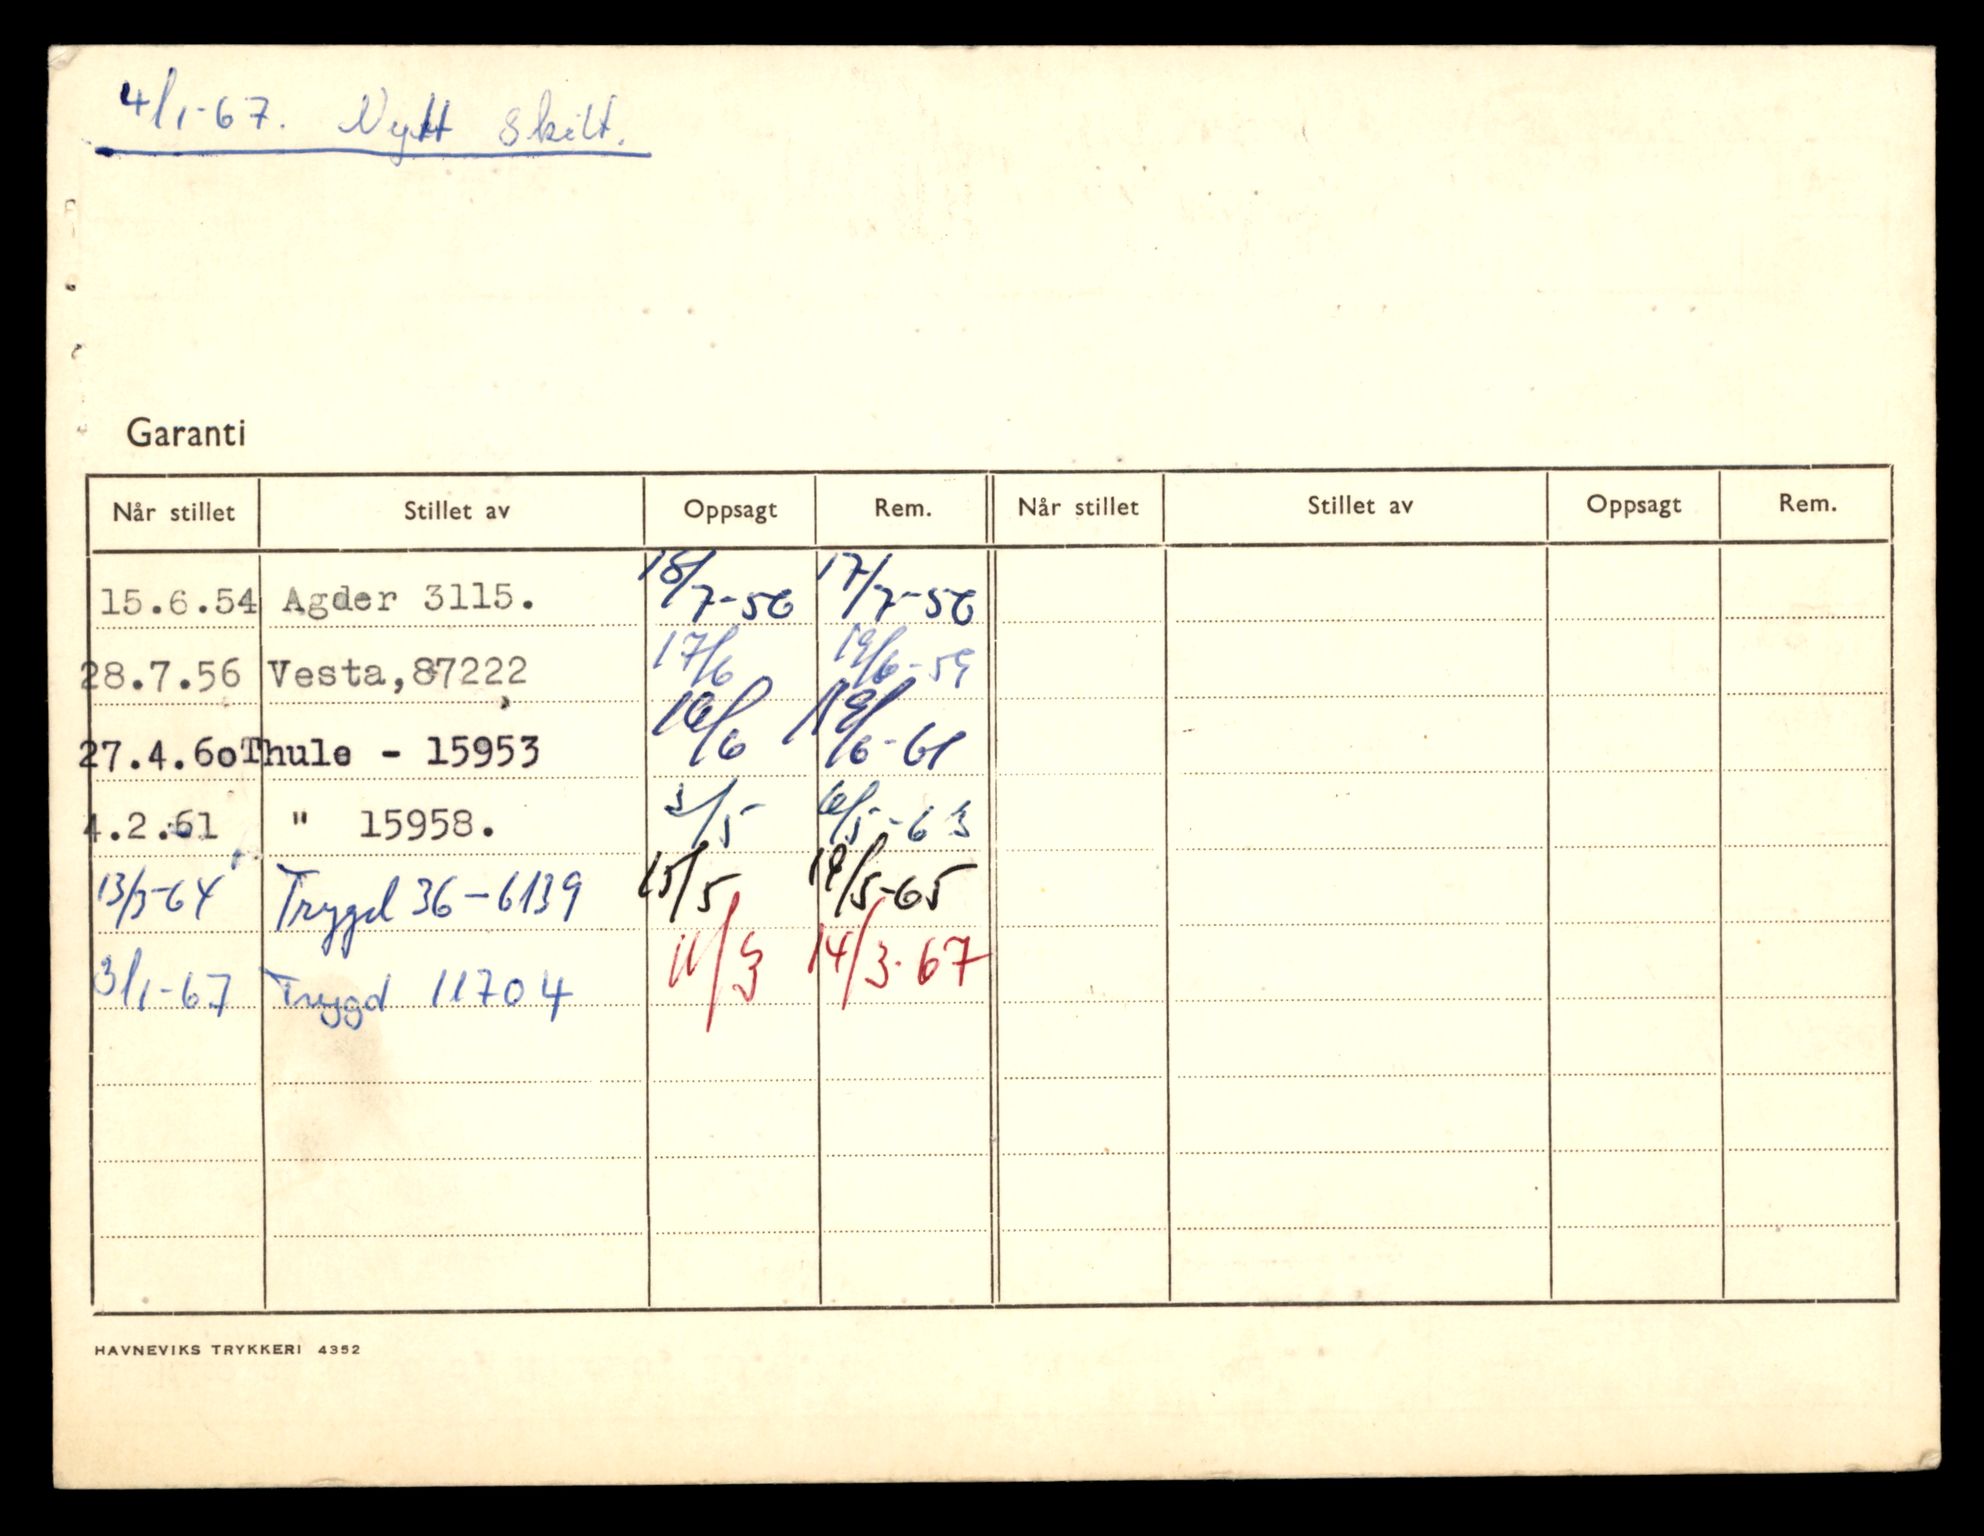 4/1-67. Nytt skilt.
Garanti
Når stillet Stillet av Oppsagt Rem. Når stillet Stillet av Oppsagt Rem.
15.6.54 Agder 3115. 18/7-56 17/7-56
28.7.56 Vesta,87222 17/6 19/6-59
27.4.6o Thule - 15953 16/6 19/6-61
4.2.61 " 15958. 3/5 6/5-63
13/3-64 Trygd 36-6139 15/5 19/5-65
3/1-67 Trygd 11704 11/3 14/3-67
HAVNEVIKS TRYKKERI 4352